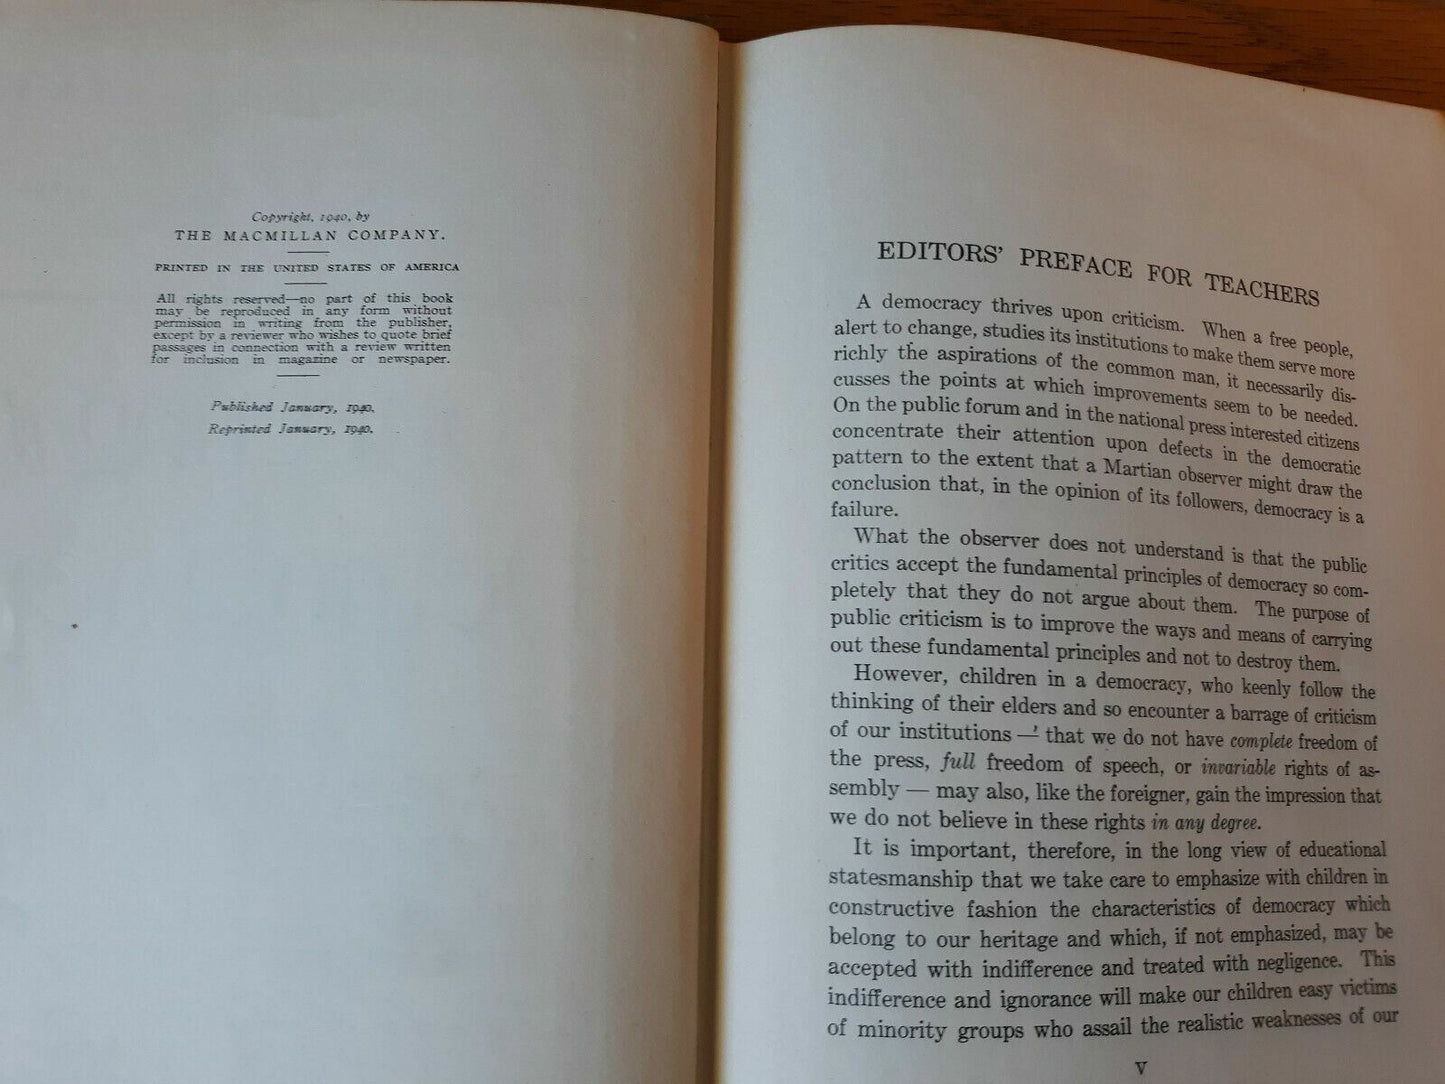 Copyright, 1940, by
THE MACMILLAN COMPANY.
PRINTED IN THE UNITED STATES OF AMERICA
All rights reserved—no part of this book
may be reproduced in any form without
permission in writing from the publisher,
except by a reviewer who wishes to quote brief
passages in connection with a review written
for inclusion in magazine or newspaper.
Published January, 1940.
Reprinted January, 1940.
EDITORS' PREFACE FOR TEACHERS
A democracy thrives upon criticism. When a free people,
alert to change, studies its institutions to make them serve more
richly the aspirations of the common man, it necessarily dis-
cusses the points at which improvements seem to be needed.
On the public forum and in the national press interested citizens
concentrate their attention upon defects in the democratic
pattern to the extent that a Martian observer might draw the
conclusion that, in the opinion of its followers, democracy is a
failure.
What the observer does not understand is that the public
critics accept the fundamental principles of democracy so com-
pletely that they do not argue about them. The purpose of
public criticism is to improve the ways and means of carrying
out these fundamental principles and not to destroy them.
However, children in a democracy, who keenly follow the
thinking of their elders and so encounter a barrage of criticism
of our institutions — that we do not have complete freedom of
the press, full freedom of speech, or invariable rights of as-
sembly — may also, like the foreigner, gain the impression that
we do not believe in these rights in any degree.
It is important, therefore, in the long view of educational
statesmanship that we take care to emphasize with children in
constructive fashion the characteristics of democracy which
belong to our heritage and which, if not emphasized, may be
accepted with indifference and treated with negligence. This
indifference and ignorance will make our children easy victims
of minority groups who assail the realistic weaknesses of our
V